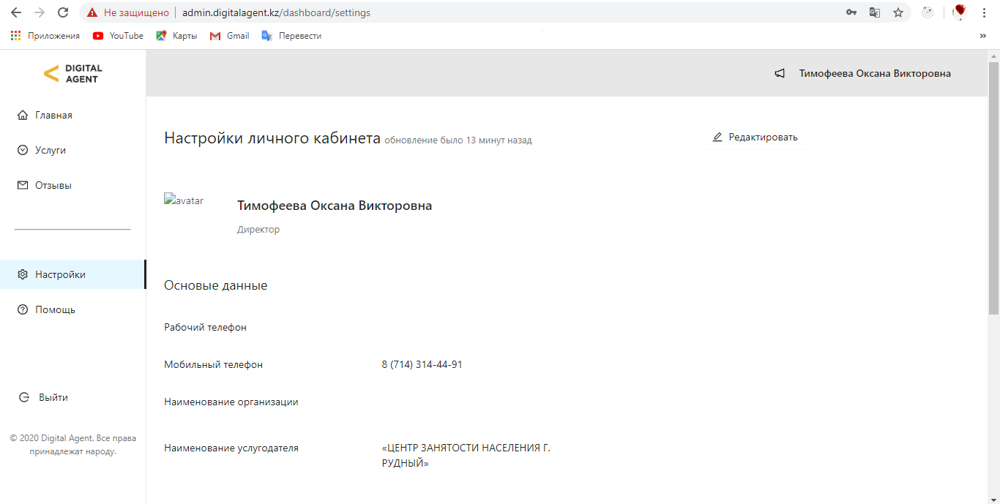 Не защищено admin.digitalagent.kz/dashboard/settings
Приложения YouTube Карты Gmail Перевести »
DIGITAL
AGENT
Тимофеева Оксана Викторовна
Главная
Услуги
Отзывы
Настройки
Помощь
Выйти
© 2020 Digital Agent. Все права
принадлежат народу.
Настройки личного кабинета обновление было 13 минут назад
Редактировать
avatar
Тимофеева Оксана Викторовна
Директор
Основые данные
Рабочий телефон
Мобильный телефон 8 (714) 314-44-91
Наименование организации
Наименование услугодателя «ЦЕНТР ЗАНЯТОСТИ НАСЕЛЕНИЯ Г.
РУДНЫЙ»